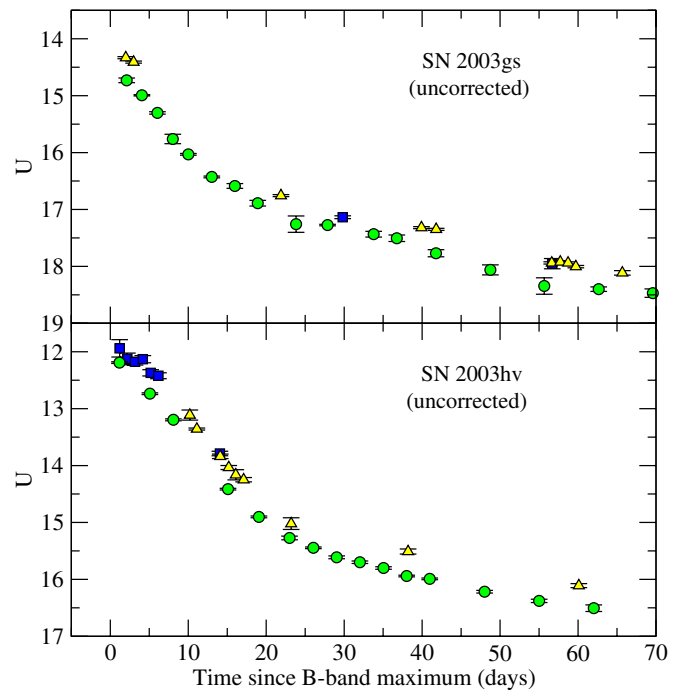 14
15
16
17
18
19
U
SN 2003gs
(uncorrected)
12
13
14
15
16
17
U
SN 2003hv
(uncorrected)
0 10 20 30 40 50 60 70
Time since B-band maximum (days)